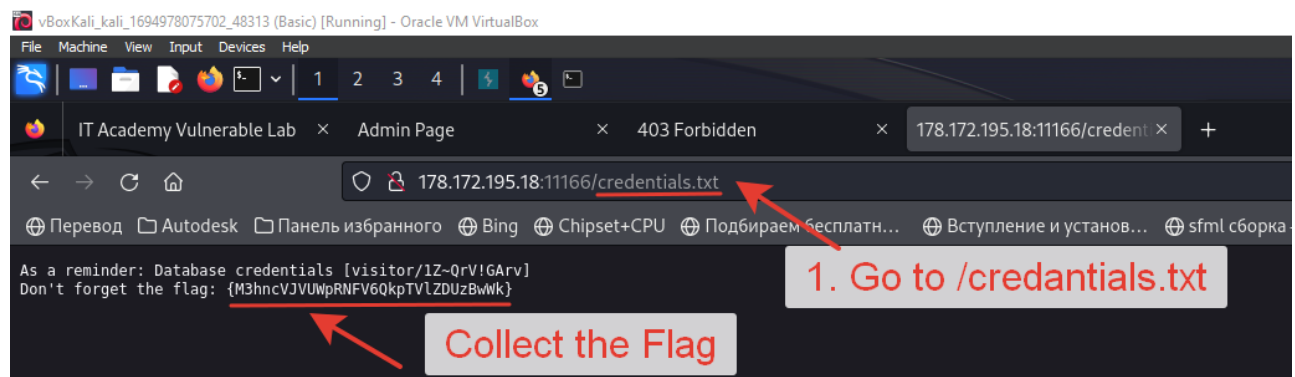 vBoxKali_kali_1694978075702_48313 (Basic) [Running] - Oracle VM VirtualBox
File Machine View Input Devices Help
1 2 3 4 5
IT Academy Vulnerable Lab × Admin Page × 403 Forbidden × 178.172.195.18:11166/credenti × +
178.172.195.18:11166/credentials.txt
Перевод Autodesk Панель избранного Bing Chipset+CPU Подбираем бесплатн... Вступление и установ... sfml сборка
As a reminder: Database credentials [visitor/1Z~QrV!GArv]
Don't forget the flag: {M3hncVJVUWpRNFV6QkpTVlZDUzBwWk}
1. Go to /credantials.txt
Collect the Flag